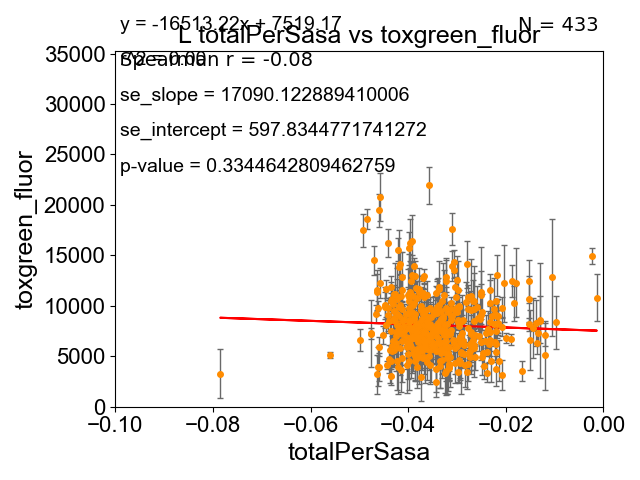 y = -16513.22x + 7519.17
N = 433
L totalPerSasa vs toxgreen_fluor
r^2 = 0.00
Spearman r = -0.08
se_slope = 17090.122889410006
se_intercept = 597.8344771741272
p-value = 0.3344642809462759
35000
30000
25000
20000
15000
10000
5000
0
toxgreen_fluor
−0.10
−0.08
−0.06
−0.04
−0.02
0.00
totalPerSasa